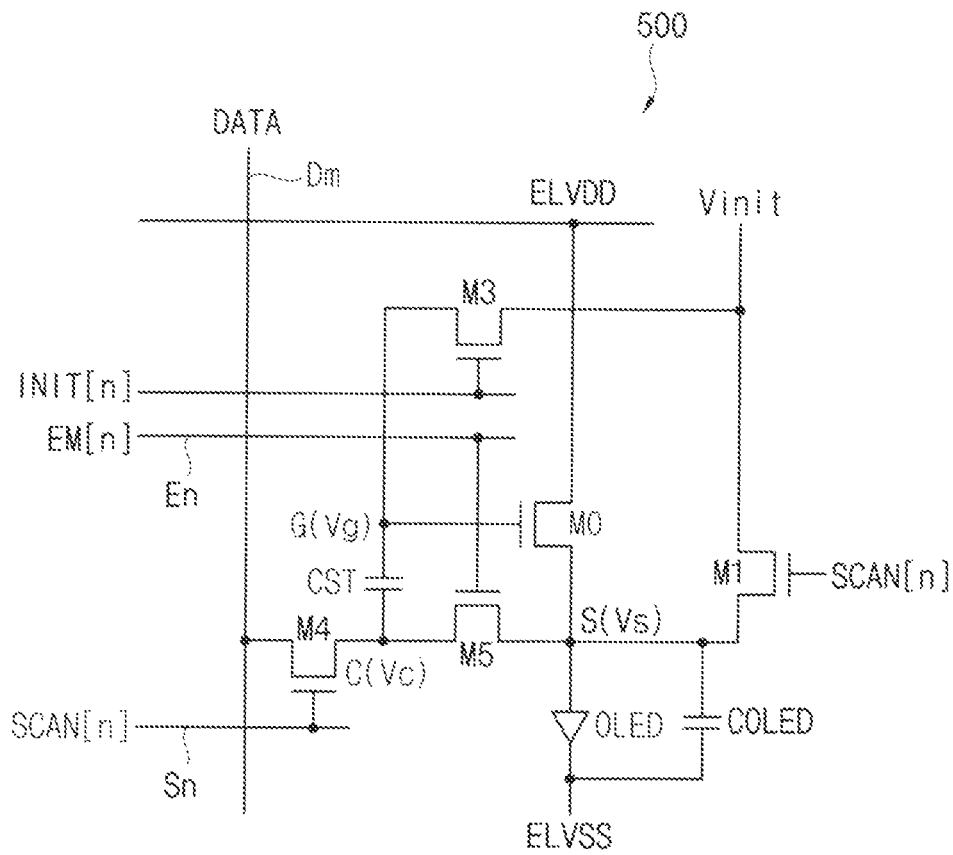 500
DATA
Dm
ELVDD
Vinit
M3
INIT[n]
EM[n]
En
G(Vg)
M0
CST
M1
SCAN[n]
M4
S(Vs)
M5
C(Vc)
SCAN[n]
OLED
COLED
Sn
ELVSS